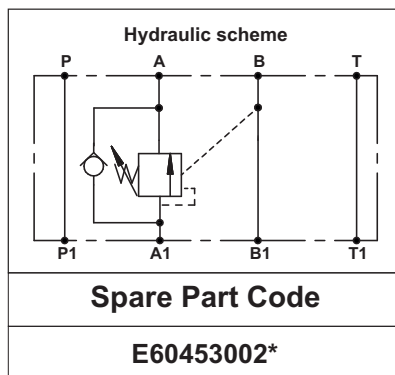 Hydraulic scheme
P A B T
P1 A1 B1 T1
Spare Part Code
E60453002*